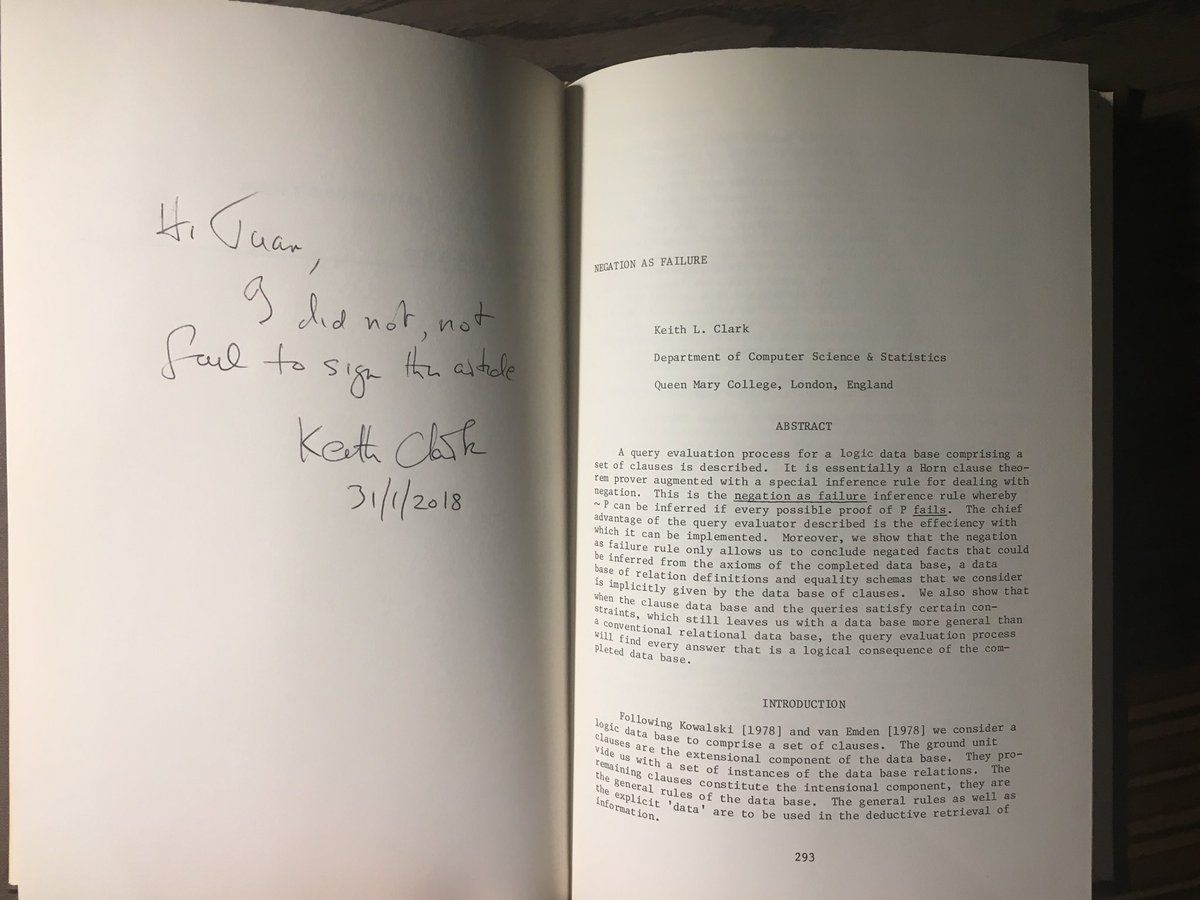 Hi Juan,
I did not, not
fail to sign this article
Keith Clark
31/1/2018
NEGATION AS FAILURE
Keith L. Clark
Department of Computer Science & Statistics
Queen Mary College, London, England
ABSTRACT
A query evaluation process for a logic data base comprising a
set of clauses is described. It is essentially a Horn clause theo-
rem prover augmented with a special inference rule for dealing with
negation. This is the negation as failure inference rule whereby
~ P can be inferred if every possible proof of P fails. The chief
advantage of the query evaluator described is the effeciency with
which it can be implemented. Moreover, we show that the negation
as failure rule only allows us to conclude negated facts that could
be inferred from the axioms of the completed data base, a data
base of relation definitions and equality schemas that we consider
is implicitly given by the data base of clauses. We also show that
when the clause data base and the queries satisfy certain con-
straints, which still leaves us with a data base more general than
a conventional relational data base, the query evaluation process
will find every answer that is a logical consequence of the com-
pleted data base.
INTRODUCTION
Following Kowalski [1978] and van Emden [1978] we consider a
logic data base to comprise a set of clauses. The ground unit
clauses are the extensional component of the data base. They pro-
vide us with a set of instances of the data base relations. The
remaining clauses constitute the intensional component, they are
the general rules of the data base. The general rules as well as
the explicit 'data' are to be used in the deductive retrieval of
information.
293